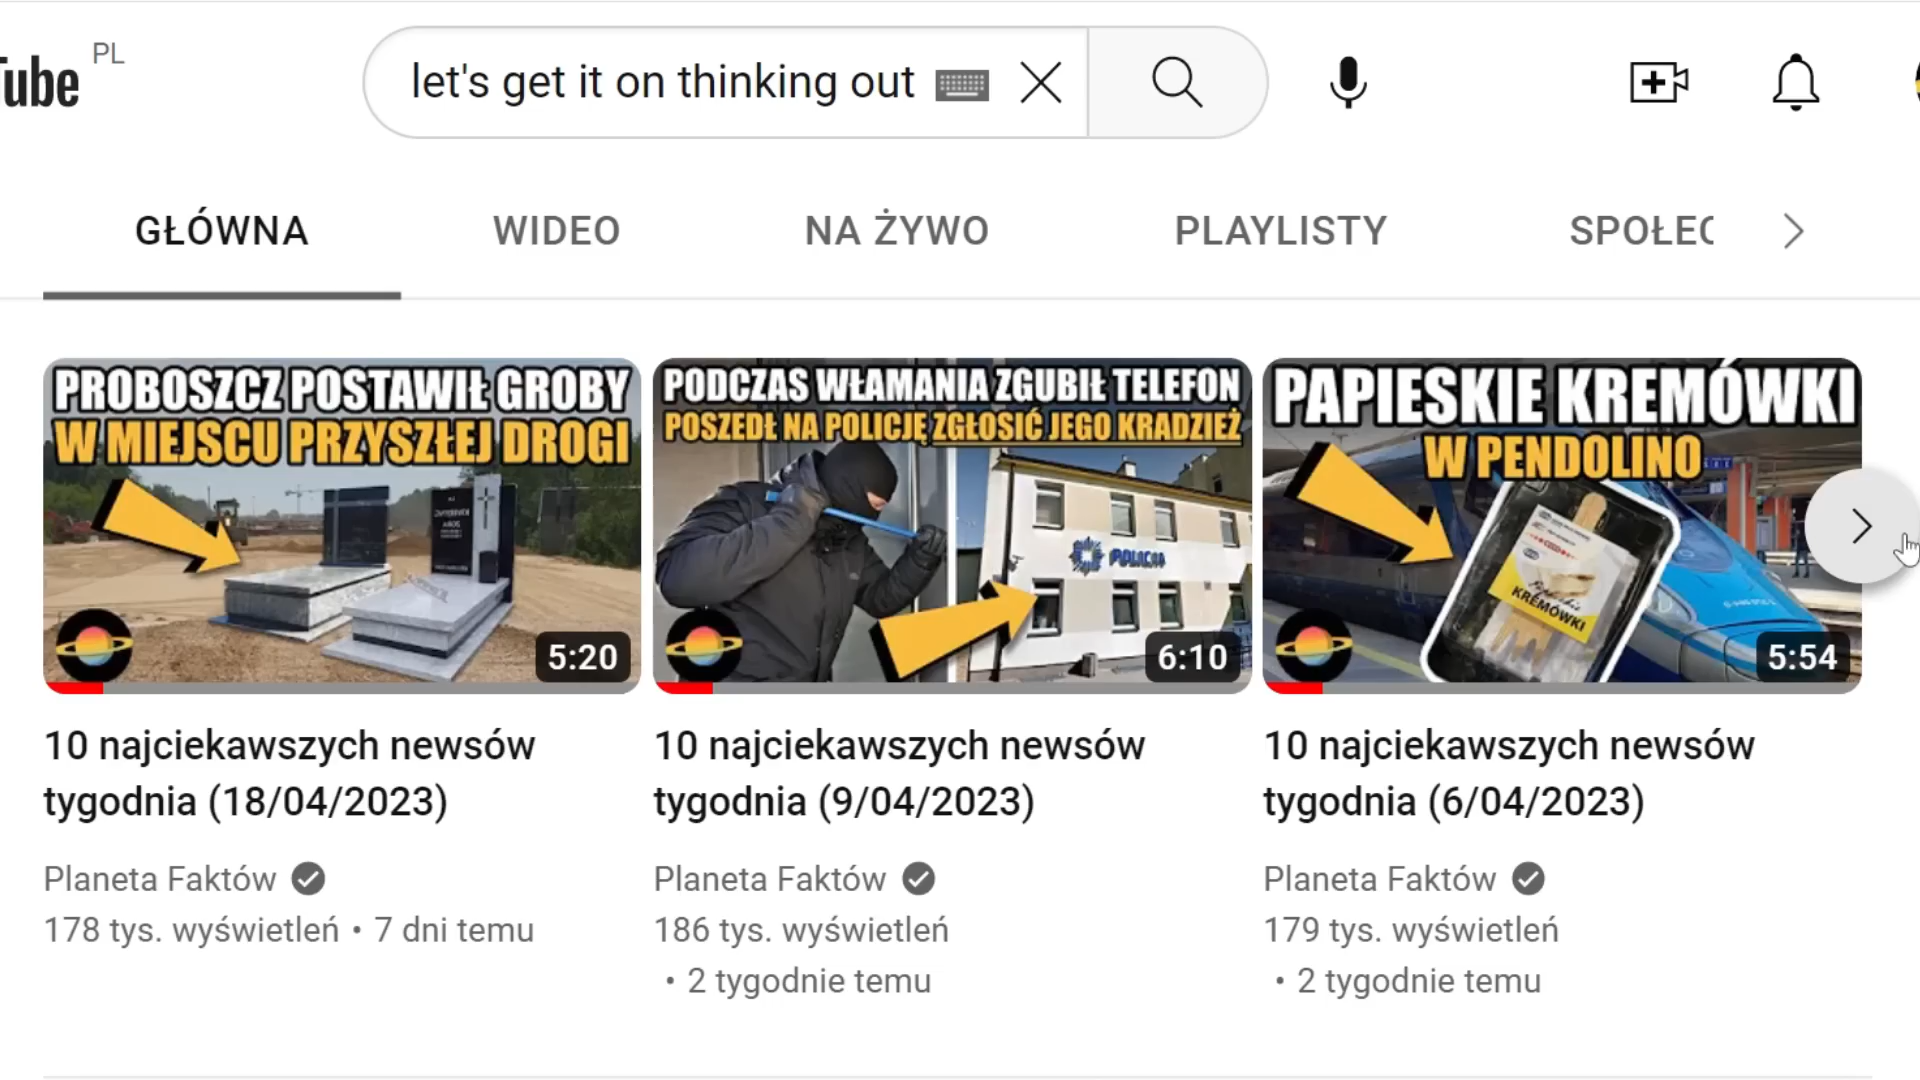 Tube PL
let's get it on thinking out
GŁÓWNA WIDEO NA ŻYWO PLAYLISTY SPOŁEC
PROBOSZCZ POSTAWIŁ GROBY
W MIEJSCU PRZYSZŁEJ DROGI
5:20
PODCZAS WŁAMANIA ZGUBIŁ TELEFON
POSZEDŁ NA POLICJĘ ZGŁOSIĆ JEGO KRADZIEŻ
POLICJA
6:10
PAPIESKIE KREMÓWKI
W PENDOLINO
KREMÓWKI
5:54
10 najciekawszych newsów
tygodnia (18/04/2023)
Planeta Faktów
178 tys. wyświetleń • 7 dni temu
10 najciekawszych newsów
tygodnia (9/04/2023)
Planeta Faktów
186 tys. wyświetleń
• 2 tygodnie temu
10 najciekawszych newsów
tygodnia (6/04/2023)
Planeta Faktów
179 tys. wyświetleń
• 2 tygodnie temu